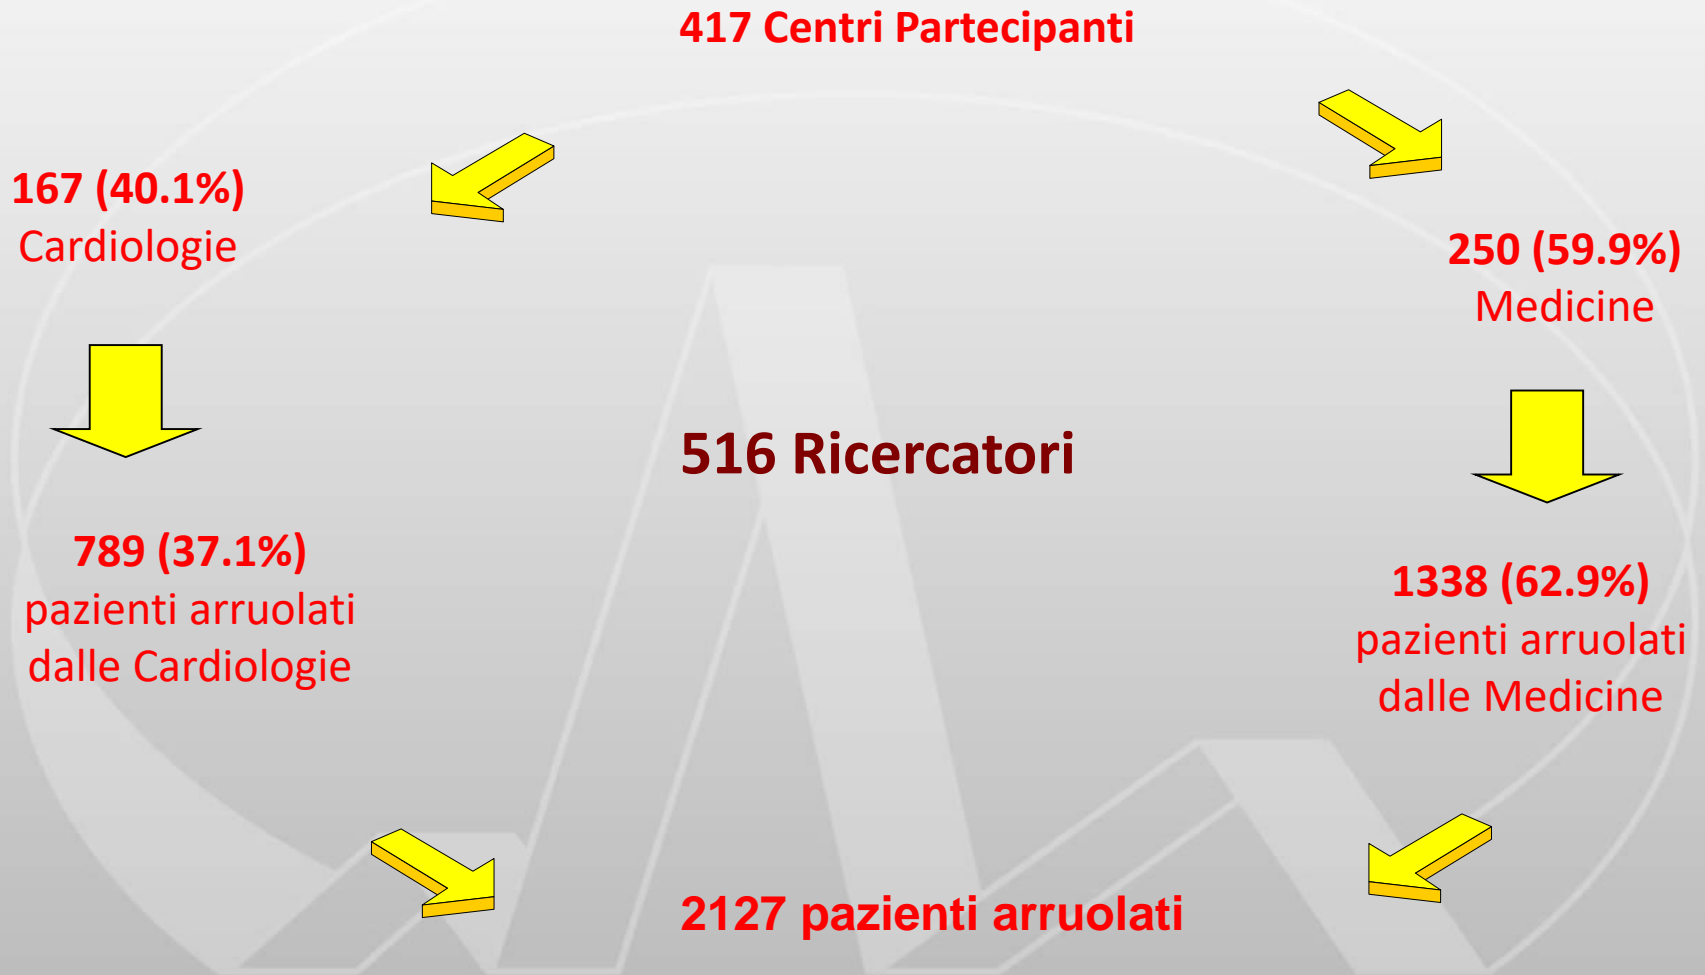 417 Centri Partecipanti
167 (40.1%)
Cardiologie
250 (59.9%)
Medicine
516 Ricercatori
789 (37.1%)
pazienti arruolati
dalle Cardiologie
1338 (62.9%)
pazienti arruolati
dalle Medicine
2127 pazienti arruolati